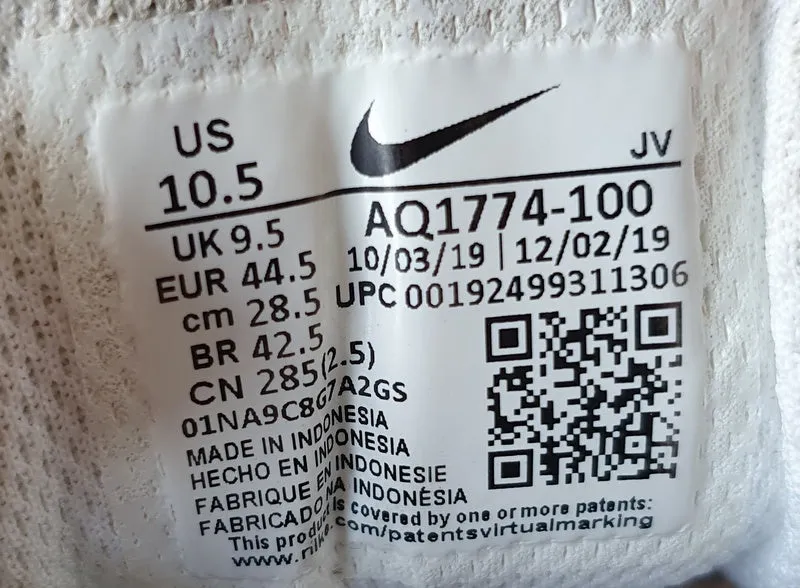 US
10.5
JV
UK 9.5
EUR 44.5
cm 28.5
BR 42.5
CN 285(2.5)
AQ1774-100
10/03/19 | 12/02/19
UPC 00192499311306
01NA9C8G7A2GS
MADE IN INDONESIA
HECHO EN INDONESIA
FABRIQUE EN INDONESIE
FABRICADO NA INDONÉSIA
This product is covered by one or more patents:
/patentsvirtualmarking